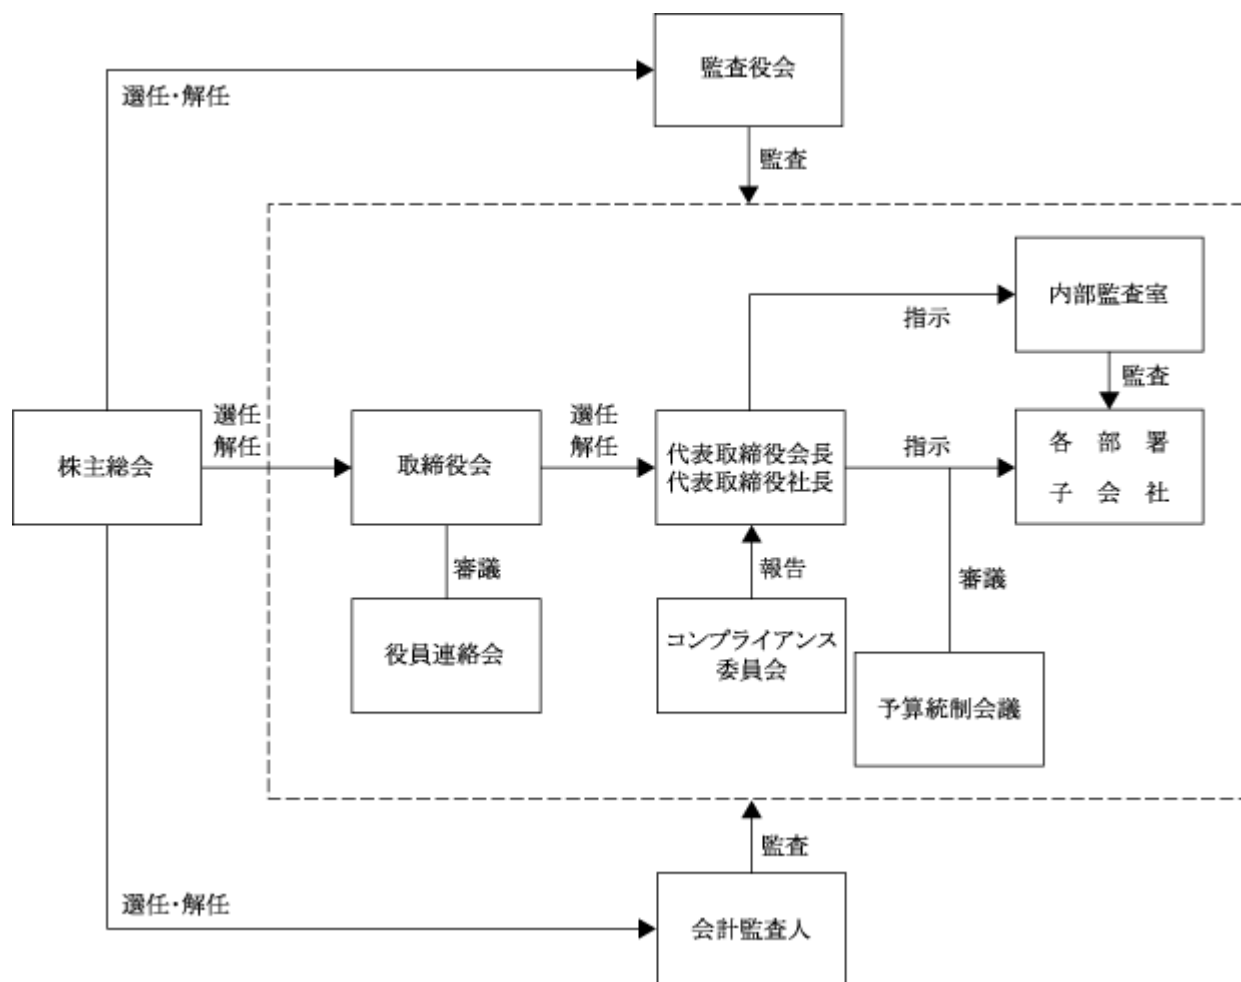 監査役会
選任・解任
監査
内部監査室
指示
監査
選任
解任
選任
解任
株主総会
取締役会
代表取締役会長
代表取締役社長
指示
各部署
子会社
審議
報告
審議
役員連絡会
コンプライアンス
委員会
予算統制会議
監査
選任・解任
会計監査人